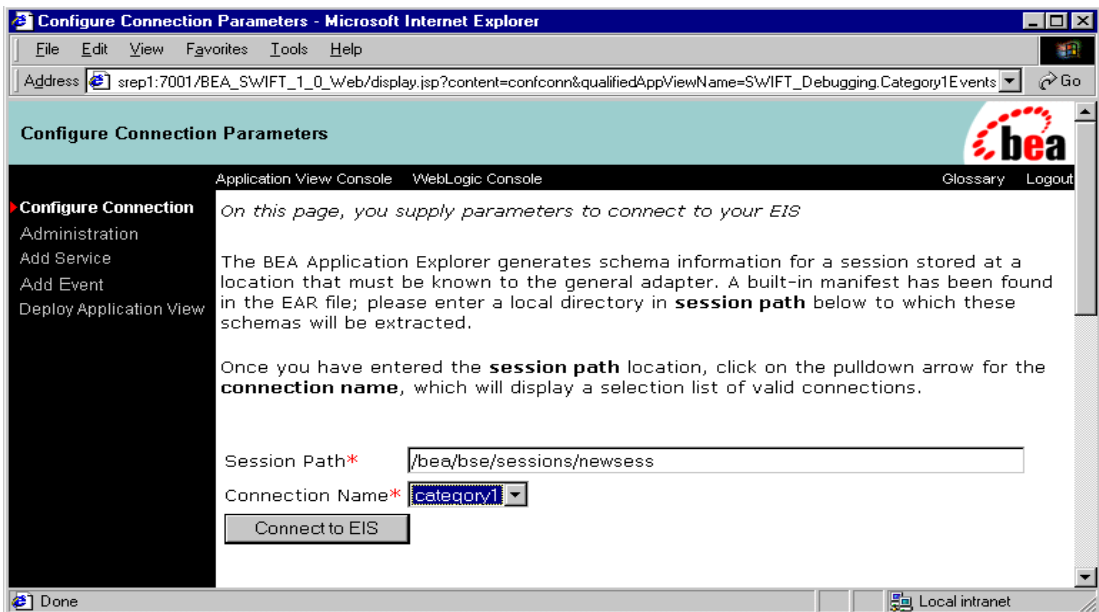 Configure Connection Parameters - Microsoft Internet Explorer
File Edit View Favorites Tools Help
Address srep1:7001/BEA_SWIFT_1_0_Web/display.jsp?content=confconn&qualifiedAppViewName=SWIFT_Debugging.Category1Events Go
Configure Connection Parameters
bea
Application View Console WebLogic Console Glossary Logout
Configure Connection
Administration
Add Service
Add Event
Deploy Application View
On this page, you supply parameters to connect to your EIS
The BEA Application Explorer generates schema information for a session stored at a
location that must be known to the general adapter. A built-in manifest has been found
in the EAR file; please enter a local directory in session path below to which these
schemas will be extracted.
Once you have entered the session path location, click on the pulldown arrow for the
connection name, which will display a selection list of valid connections.
Session Path* /bea/bse/sessions/newsess
Connection Name* category1
Connect to EIS
Done Local intranet